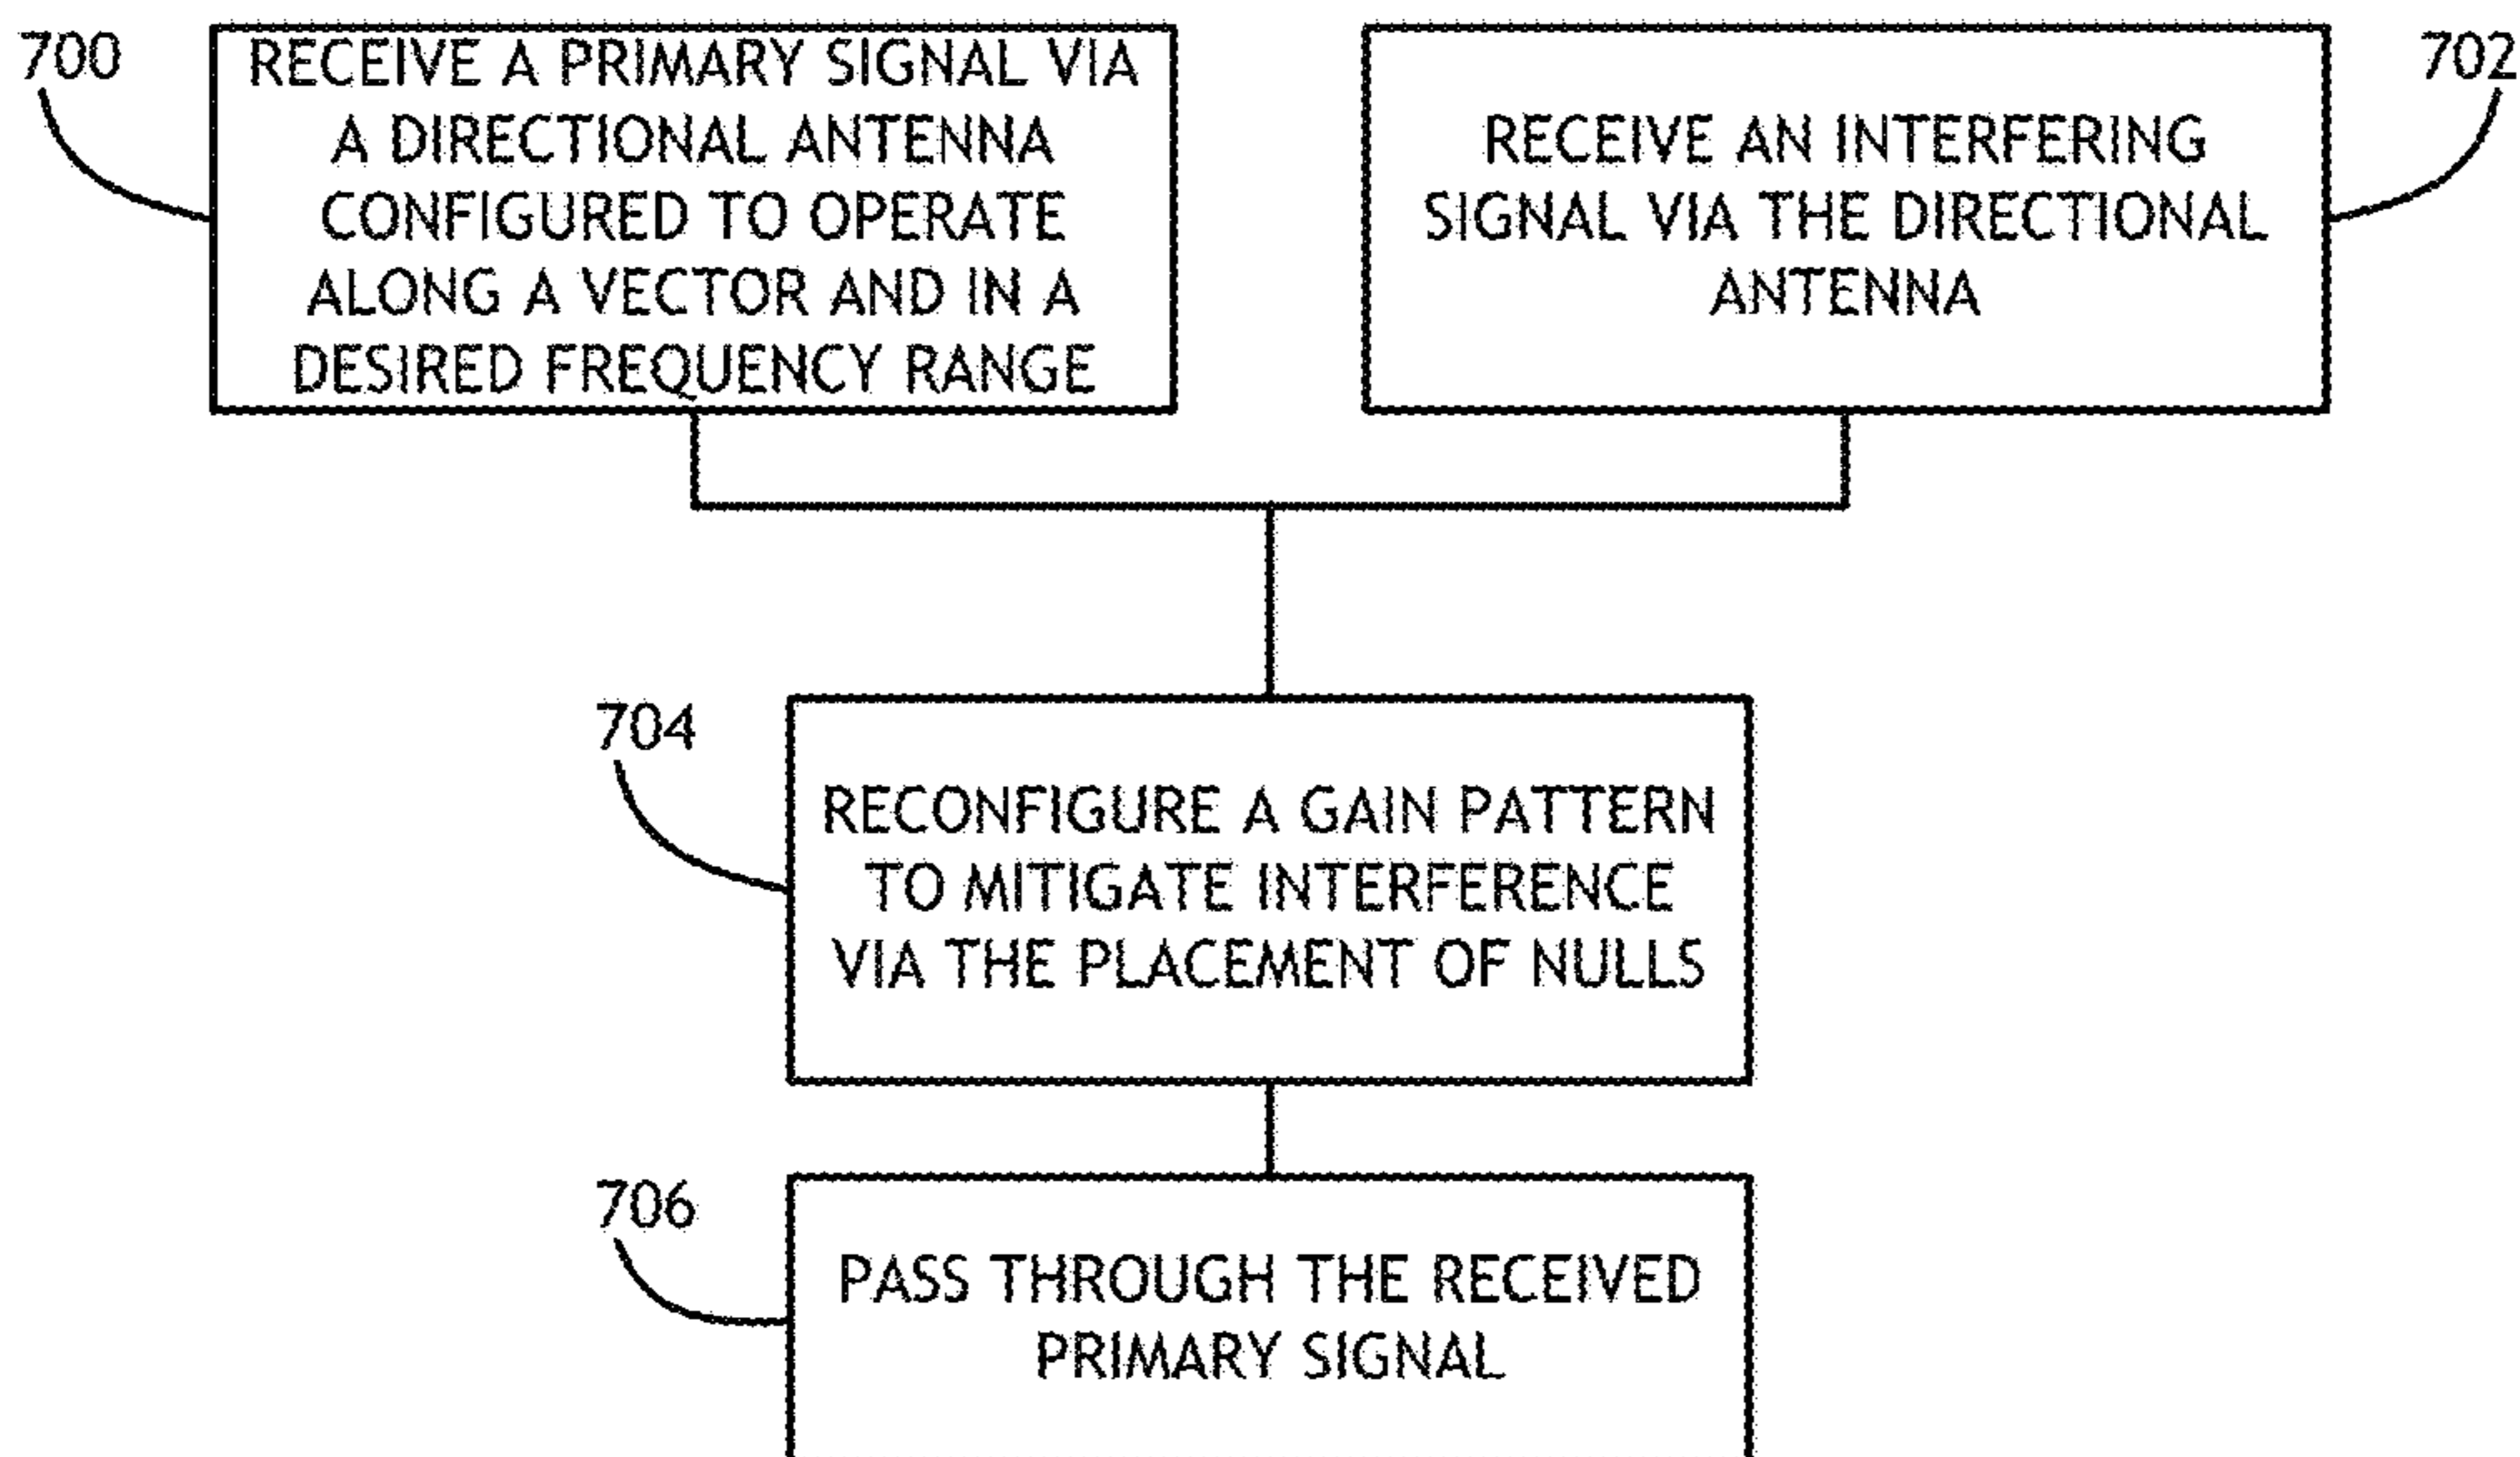 700
RECEIVE A PRIMARY SIGNAL VIA
A DIRECTIONAL ANTENNA
CONFIGURED TO OPERATE
ALONG A VECTOR AND IN A
DESIRED FREQUENCY RANGE
702
RECEIVE AN INTERFERING
SIGNAL VIA THE DIRECTIONAL
ANTENNA
704
RECONFIGURE A GAIN PATTERN
TO MITIGATE INTERFERENCE
VIA THE PLACEMENT OF NULLS
706
PASS THROUGH THE RECEIVED
PRIMARY SIGNAL